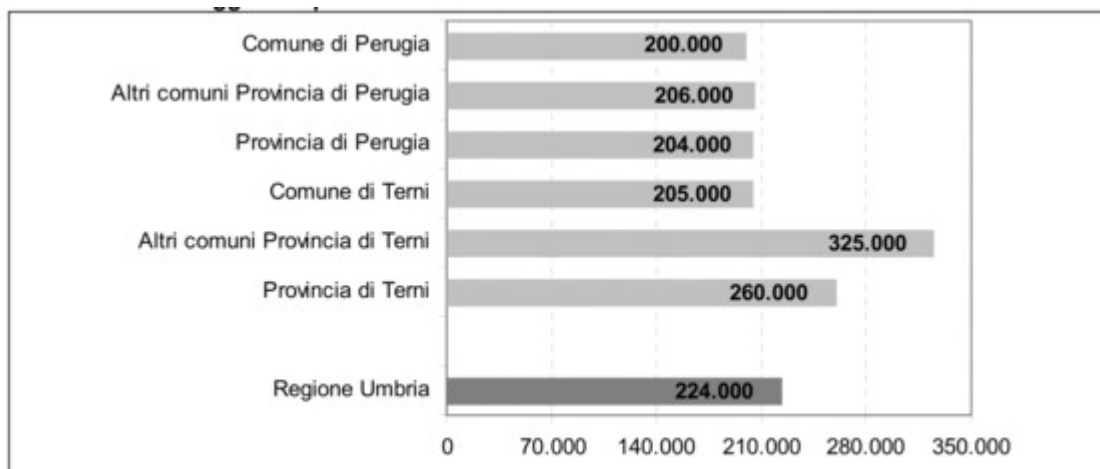 Comune di Perugia 200.000
Altri comuni Provincia di Perugia 206.000
Provincia di Perugia 204.000
Comune di Terni 205.000
Altri comuni Provincia di Terni 325.000
Provincia di Terni 260.000
Regione Umbria 224.000
0 70.000 140.000 210.000 280.000 350.000